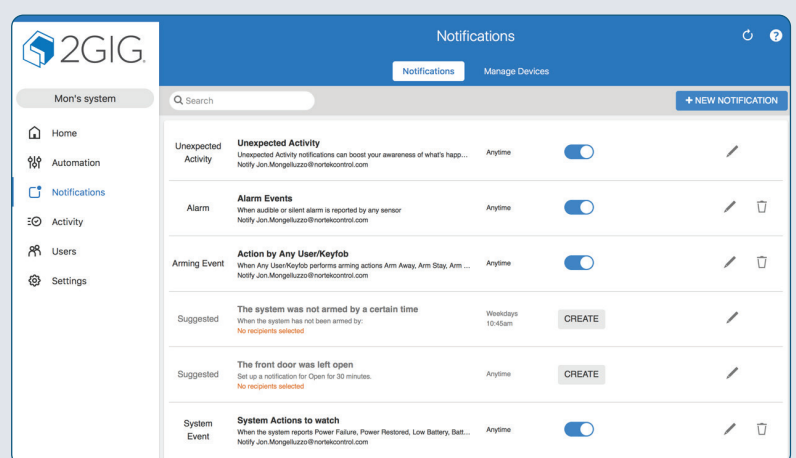 2GIG.
Notifications
Notifications
Manage Devices
Mon's system
Search
+ NEW NOTIFICATION
Home
Automation
Notifications
Activity
Users
Settings
Unexpected
Activity
Unexpected Activity
Unexpected Activity notifications can boost your awareness of what's happ...
Notify Jon.Mongelluzzo@nortekcontrol.com
Anytime
Alarm
Alarm Events
When audible or silent alarm is reported by any sensor
Notify Jon.Mongelluzzo@nortekcontrol.com
Anytime
Arming Event
Action by Any User/Keyfob
When Any User/Keyfob performs arming actions Arm Away, Arm Stay, Arm ...
Notify Jon.Mongelluzzo@nortekcontrol.com
Anytime
Suggested
The system was not armed by a certain time
When the system has not been armed by:
No recipients selected
Weekdays
10:45am
CREATE
Suggested
The front door was left open
Set up a notification for Open for 30 minutes.
No recipients selected
Anytime
CREATE
System
Event
System Actions to watch
When the system reports Power Failure, Power Restored, Low Battery, Batt...
Notify Jon.Mongelluzzo@nortekcontrol.com
Anytime